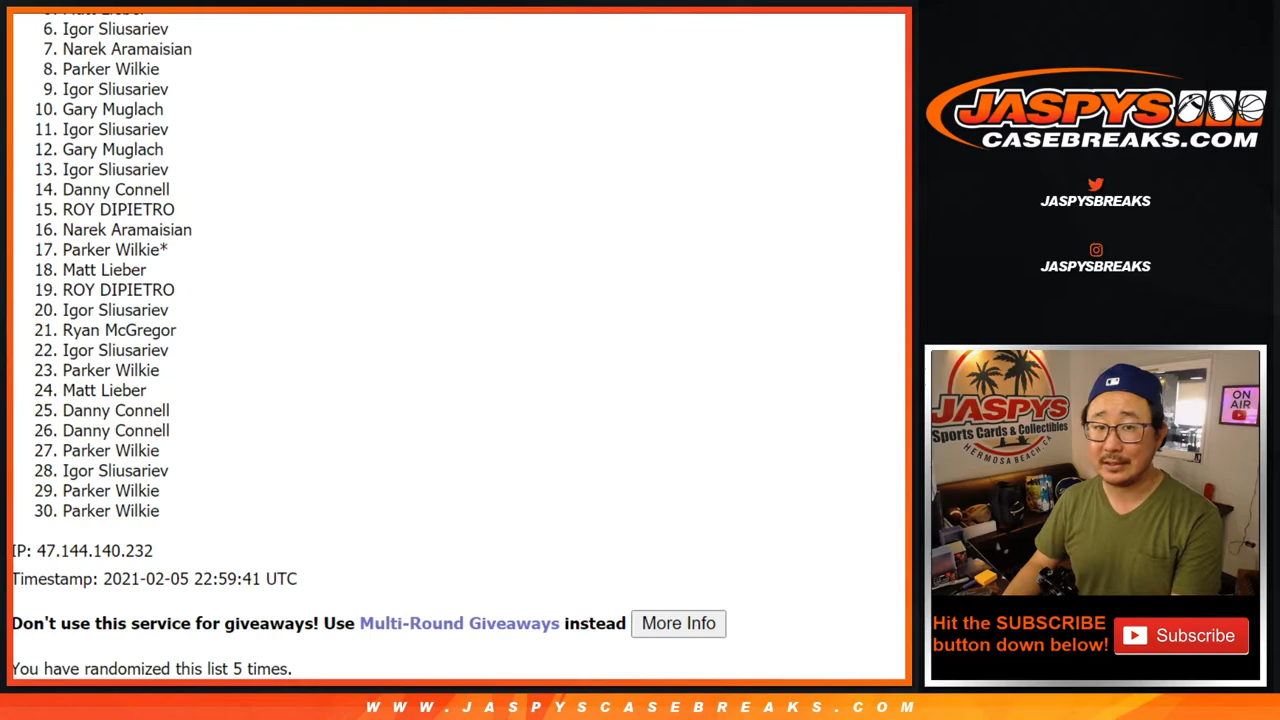 6. Igor Sliusariev
7. Narek Aramaisian
8. Parker Wilkie
9. Igor Sliusariev
10. Gary Muglach
11. Igor Sliusariev
12. Gary Muglach
13. Igor Sliusariev
14. Danny Connell
15. ROY DIPIETRO
16. Narek Aramaisian
17. Parker Wilkie*
18. Matt Lieber
19. ROY DIPIETRO
20. Igor Sliusariev
21. Ryan McGregor
22. Igor Sliusariev
23. Parker Wilkie
24. Matt Lieber
25. Danny Connell
26. Danny Connell
27. Parker Wilkie
28. Igor Sliusariev
29. Parker Wilkie
30. Parker Wilkie
IP: 47.144.140.232
Timestamp: 2021-02-05 22:59:41 UTC
Don't use this service for giveaways! Use Multi-Round Giveaways instead More Info
You have randomized this list 5 times.
JASPYS
CASEBREAKS.COM
JASPYSBREAKS
JASPYSBREAKS
JASPYS
Sports Cards & Collectibles
HERMOSA BEACH, CA
ON
AIR
Hit the SUBSCRIBE
button down below!
Subscribe
WWW.JASPYSCASEBREAKS.COM